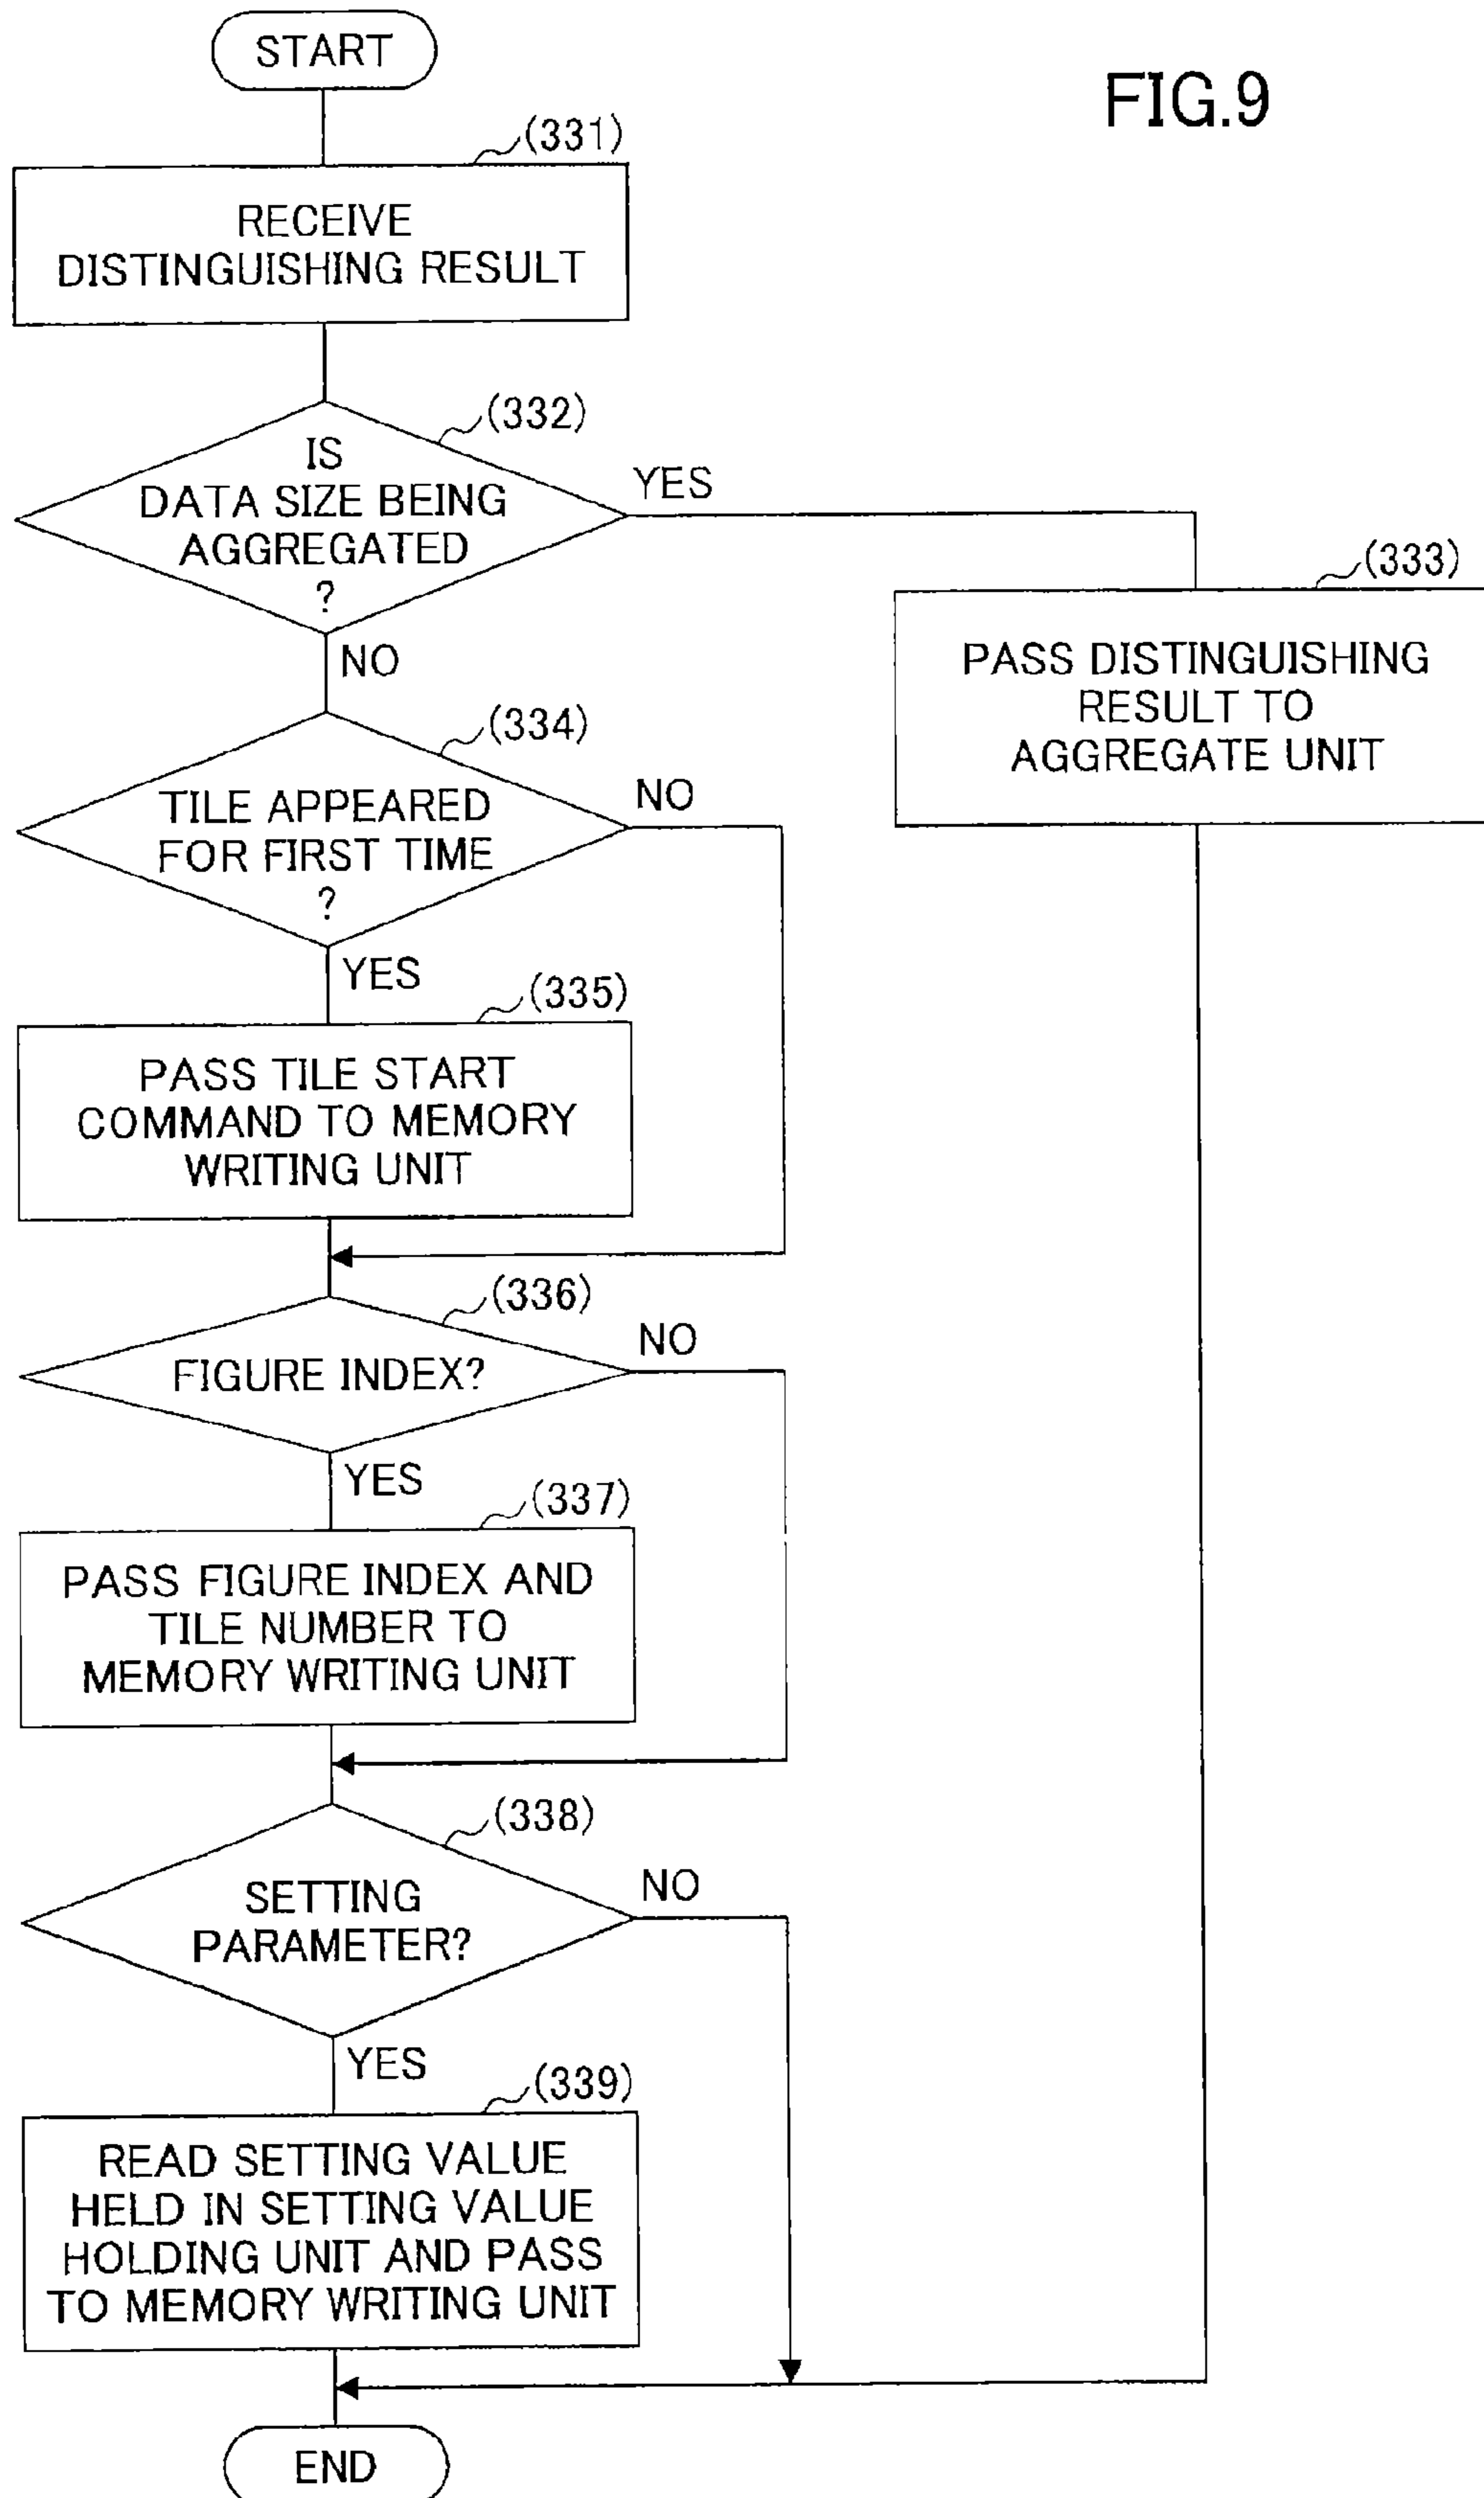 START
FIG.9
(331)
RECEIVE
DISTINGUISHING RESULT
(332)
IS
DATA SIZE BEING
AGGREGATED
?
YES
NO
(333)
PASS DISTINGUISHING
RESULT TO
AGGREGATE UNIT
(334)
TILE APPEARED
FOR FIRST TIME
?
NO
YES
(335)
PASS TILE START
COMMAND TO MEMORY
WRITING UNIT
(336)
FIGURE INDEX?
NO
YES
(337)
PASS FIGURE INDEX AND
TILE NUMBER TO
MEMORY WRITING UNIT
(338)
SETTING
PARAMETER?
NO
YES
(339)
READ SETTING VALUE
HELD IN SETTING VALUE
HOLDING UNIT AND PASS
TO MEMORY WRITING UNIT
END